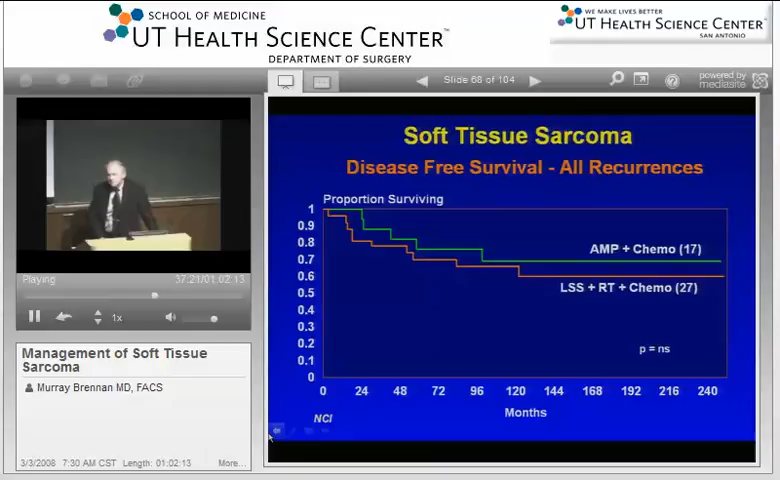 SCHOOL OF MEDICINE
UT HEALTH SCIENCE CENTER™
DEPARTMENT OF SURGERY
WE MAKE LIVES BETTER
UT HEALTH SCIENCE CENTER™
SAN ANTONIO
Slide 68 of 104
powered by
mediasite
Soft Tissue Sarcoma
Disease Free Survival - All Recurrences
Proportion Surviving
1
0.9
0.8
0.7
0.6
0.5
0.4
0.3
0.2
0.1
0
AMP + Chemo (17)
LSS + RT + Chemo (27)
p = ns
0 24 48 72 96 120 144 168 192 216 240
Months
NCI
Playing 37:21/01:02:13
1x
Management of Soft Tissue
Sarcoma
Murray Brennan MD, FACS
3/3/2008 7:30 AM CST Length: 01:02:13 More...